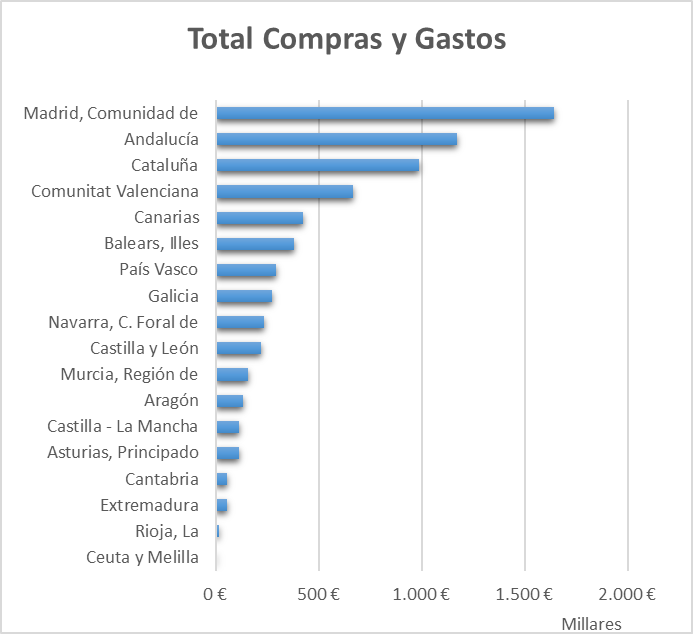 Total Compras y Gastos
Madrid, Comunidad de
Andalucía
Cataluña
Comunitat Valenciana
Canarias
Balears, Illes
País Vasco
Galicia
Navarra, C. Foral de
Castilla y León
Murcia, Región de
Aragón
Castilla - La Mancha
Asturias, Principado
Cantabria
Extremadura
Rioja, La
Ceuta y Melilla
0 € 500 € 1.000 € 1.500 € 2.000 €
Millares